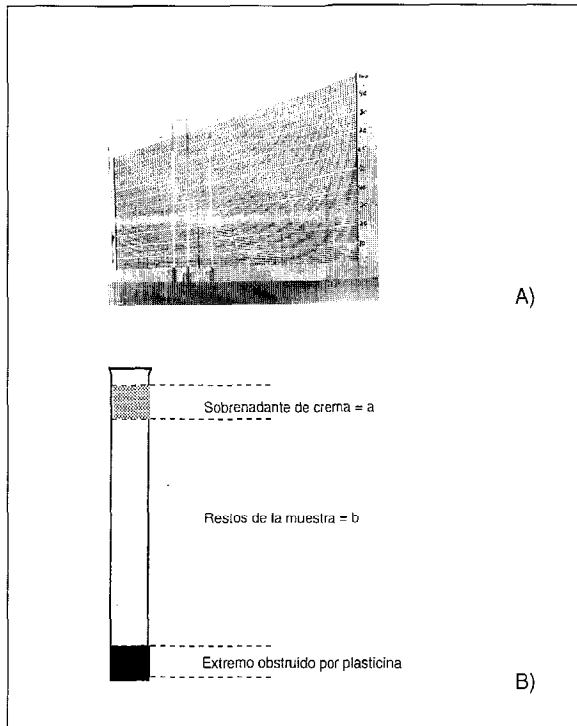 A)
Sobrenadante de crema = a
Restos de la muestra = b
Extremo obstruido por plasticina
B)